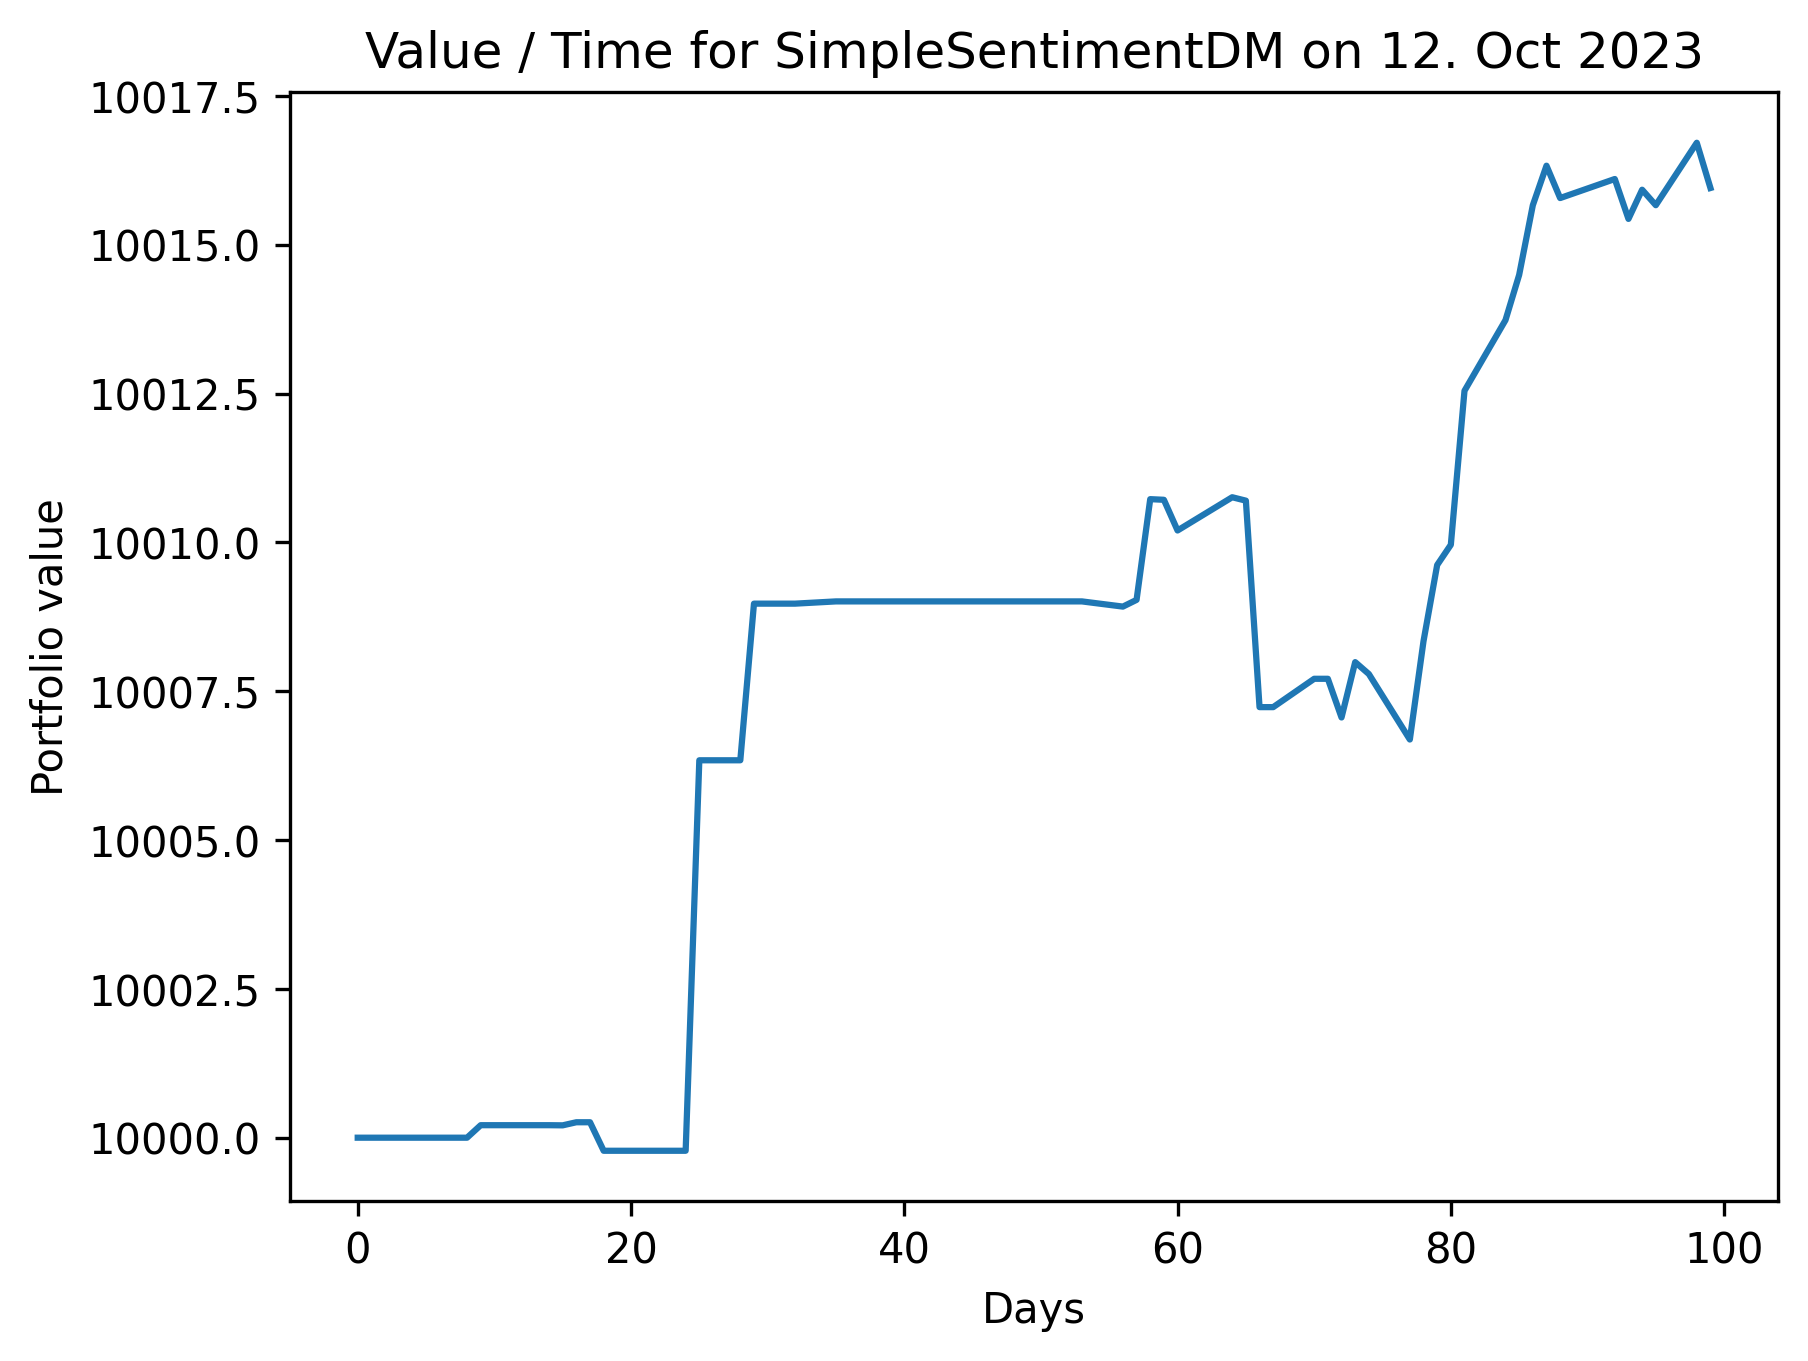 Value / Time for SimpleSentimentDM on 12. Oct 2023
10017.5
10015.0
10012.5
10010.0
10007.5
10005.0
10002.5
10000.0
Portfolio value
0 20 40 60 80 100
Days